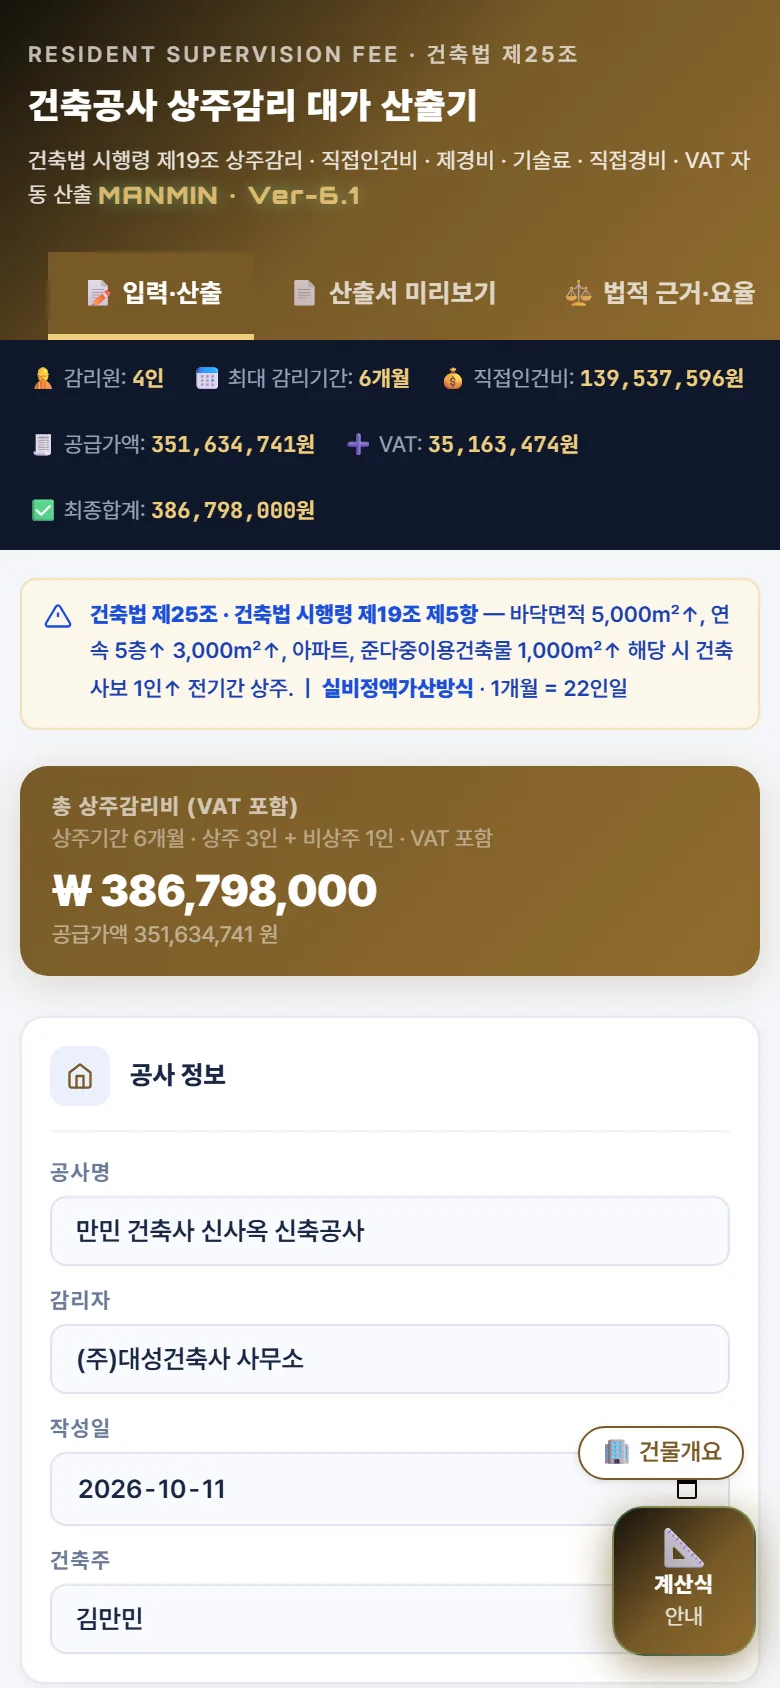 RESIDENT SUPERVISION FEE · 건축법 제25조
건축공사 상주감리 대가 산출기
건축법 시행령 제19조 상주감리 · 직접인건비 · 제경비 · 기술료 · 직접경비 · VAT 자
동 산출 MANMIN · Ver-6.1
입력·산출 산출서 미리보기 법적 근거·요율
감리원: 4인 최대 감리기간: 6개월 직접인건비: 139,537,596원
공급가액: 351,634,741원 VAT: 35,163,474원
최종합계: 386,798,000원
건축법 제25조 · 건축법 시행령 제19조 제5항 — 바닥면적 5,000m²↑, 연
속 5층↑ 3,000m²↑, 아파트, 준다중이용건축물 1,000m²↑ 해당 시 건축
사보 1인↑ 전기간 상주. | 실비정액가산방식 · 1개월 = 22인일
총 상주감리비 (VAT 포함)
상주기간 6개월 · 상주 3인 + 비상주 1인 · VAT 포함
₩ 386,798,000
공급가액 351,634,741 원
공사 정보
공사명
만민 건축사 신사옥 신축공사
감리자
(주)대성건축사 사무소
작성일
건물개요
2026-10-11
계산식
안내
건축주
김만민